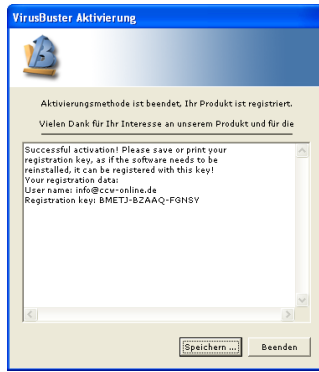 VirusBuster Aktivierung
Aktivierungsmethode ist beendet, Ihr Produkt ist registriert.
Vielen Dank für Ihr Interesse an unserem Produkt und für die
Successful activation! Please save or print your
registration key, as if the software needs to be
reinstalled, it can be registered with this key!
Your registration data:
User name: info@ccw-online.de
Registration key: BMETJ-BZAAQ-FGNSY
Speichern ...
Beenden